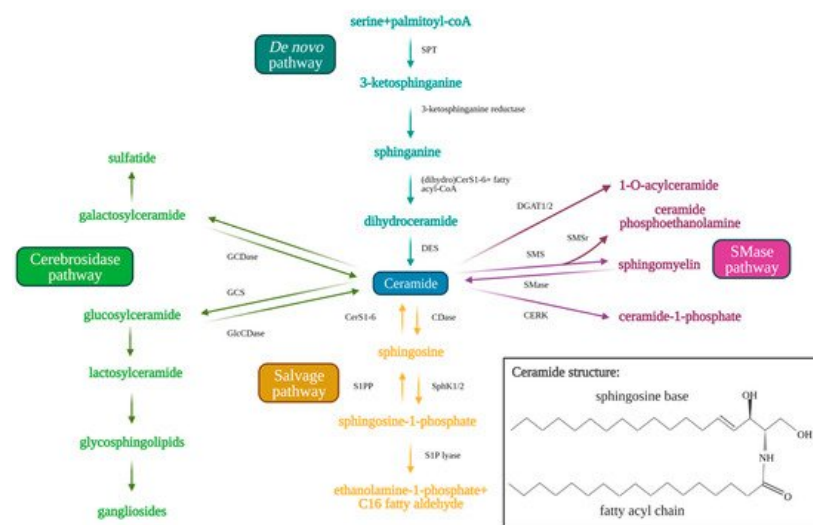 serine+palmitoyl-coA
De novo
pathway
SPT
3-ketosphinganine
3-ketosphinganine reductase
sphinganine
(dihydro)CerS1-6+ fatty
acyl-CoA
dihydroceramide
DES
Ceramide
sulfatide
galactosylceramide
GCDase
Cerebrosidase
pathway
GCS
glucosylceramide
GlcCDase
lactosylceramide
glycosphingolipids
gangliosides
1-O-acylceramide
DGAT1/2
ceramide
phosphoethanolamine
SMSr
SMS
sphingomyelin
SMase
pathway
SMase
CERK
ceramide-1-phosphate
CerS1-6
CDase
sphingosine
Salvage
pathway
S1PP
SphK1/2
sphingosine-1-phosphate
S1P lyase
ethanolamine-1-phosphate+
C16 fatty aldehyde
Ceramide structure:
sphingosine base
OH
OH
NH
O
fatty acyl chain